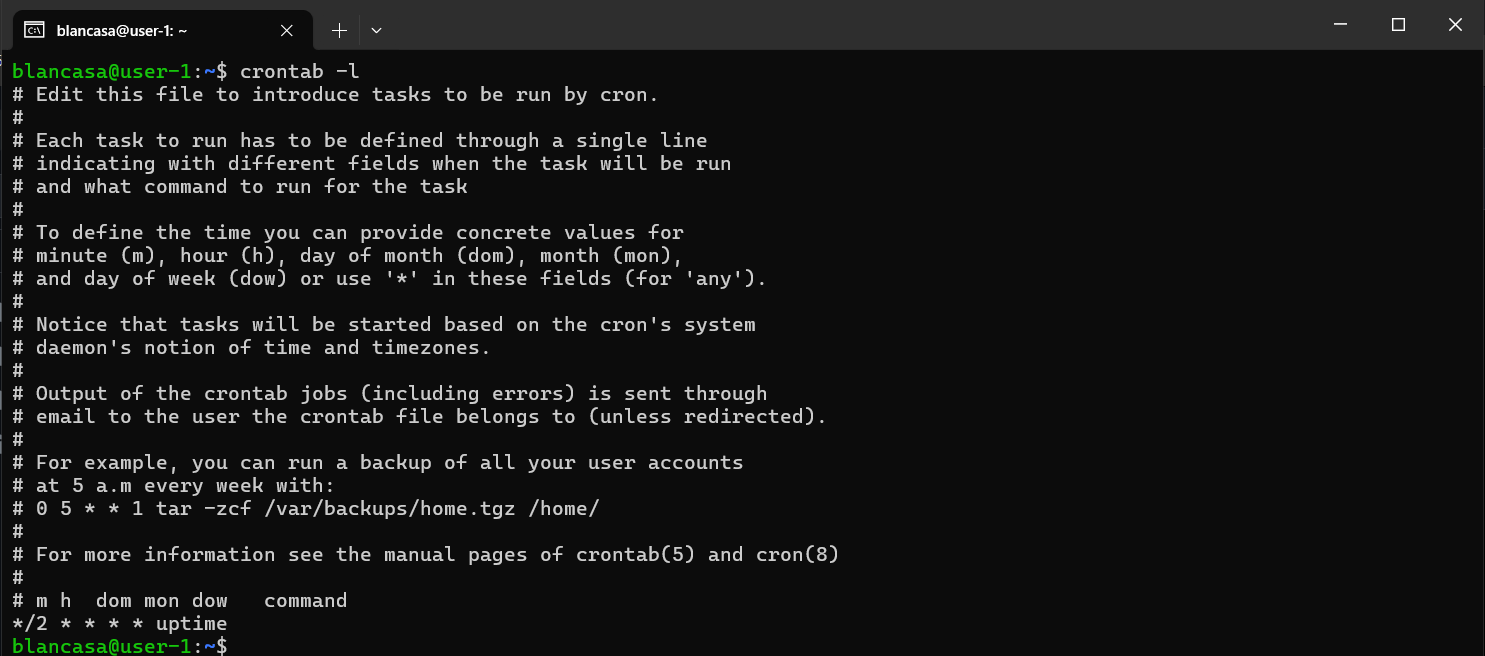 blancasa@user-1: ~
blancasa@user-1:~$ crontab -l
# Edit this file to introduce tasks to be run by cron.
#
# Each task to run has to be defined through a single line
# indicating with different fields when the task will be run
# and what command to run for the task
#
# To define the time you can provide concrete values for
# minute (m), hour (h), day of month (dom), month (mon),
# and day of week (dow) or use '*' in these fields (for 'any').
#
# Notice that tasks will be started based on the cron's system
# daemon's notion of time and timezones.
#
# Output of the crontab jobs (including errors) is sent through
# email to the user the crontab file belongs to (unless redirected).
#
# For example, you can run a backup of all your user accounts
# at 5 a.m every week with:
# 0 5 * * 1 tar -zcf /var/backups/home.tgz /home/
#
# For more information see the manual pages of crontab(5) and cron(8)
#
# m h  dom mon dow   command
*/2 * * * * uptime
blancasa@user-1:~$